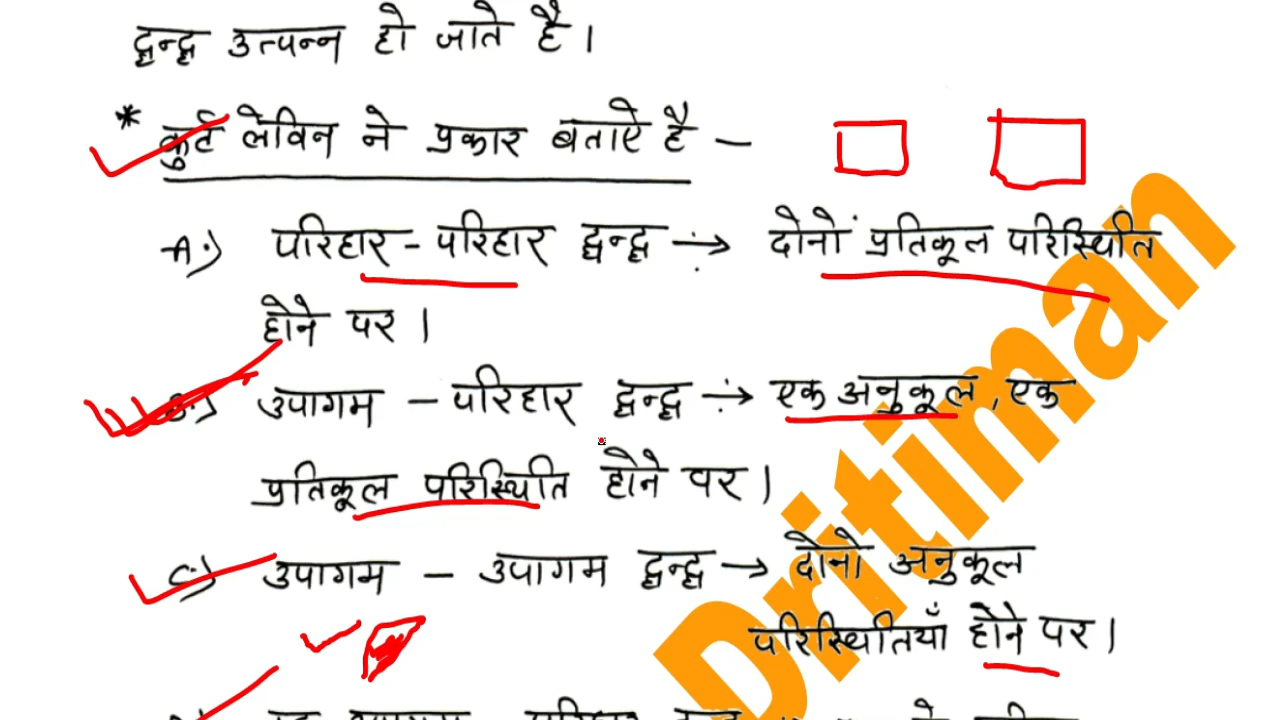 द्वन्द्व उत्पन्न हो जाते है।
* कुर्ट लेविन ने प्रकार बताऐ है –
A.) परिहार - परिहार द्वन्द्व → दोनों प्रतिकूल परिस्थिति
होने पर।
उपागम – परिहार द्वन्द्व → एक अनुकूल, एक
प्रतिकूल परिस्थिति होने पर।
C.) उपागम – उपागम द्वन्द्व → दोनो अनुकूल
परिस्थितियाँ होने पर।
Dritiman